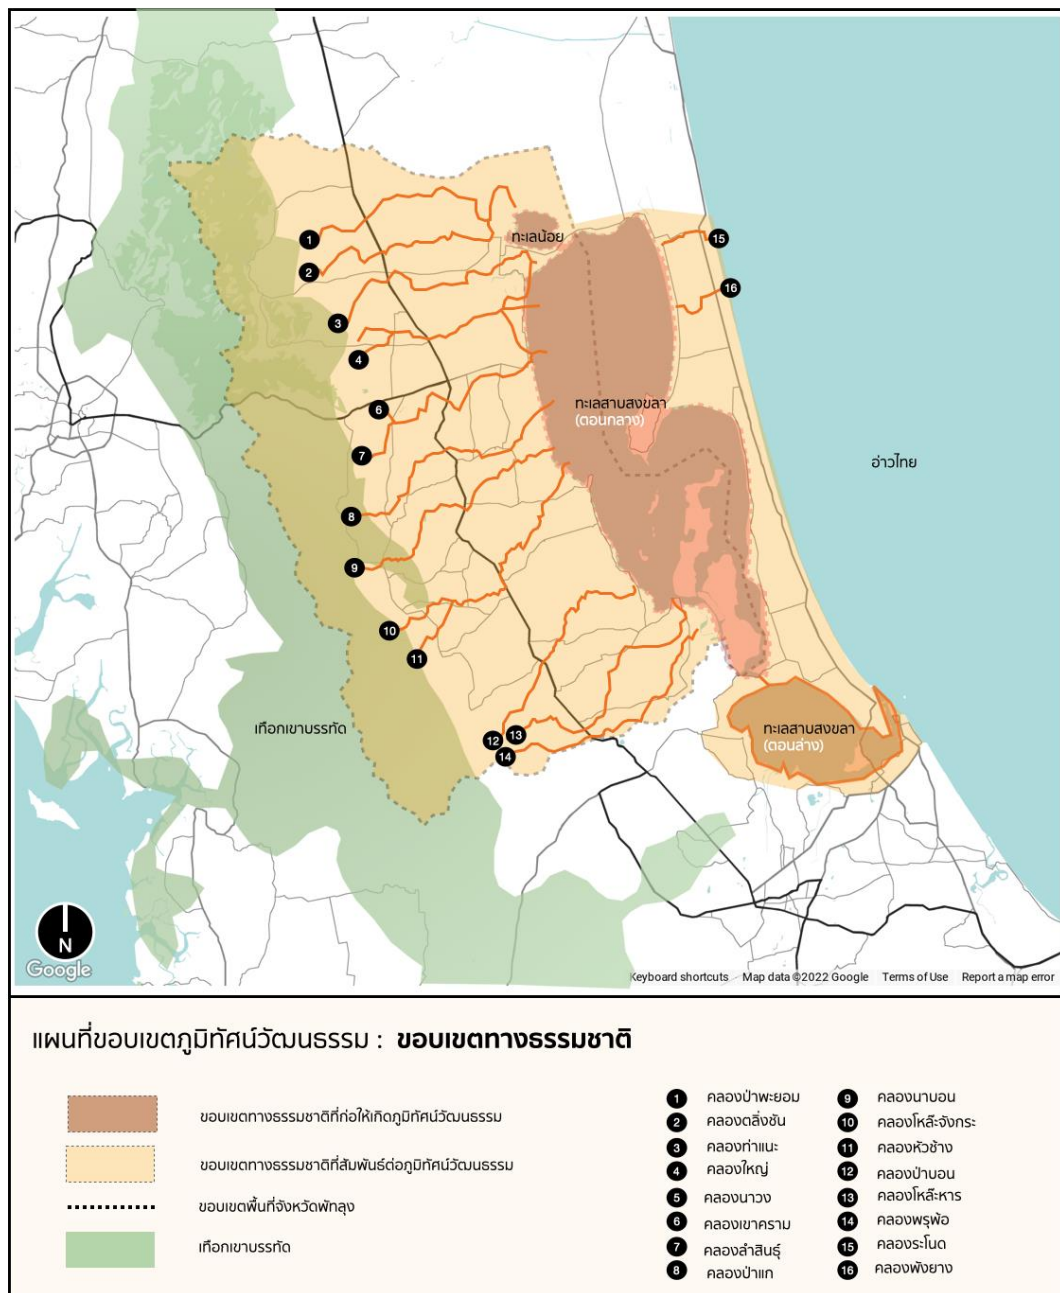 1
2
3
4
6
7
8
9
10
11
12
13
14
15
16
ทะเลน้อย
ทะเลสาบสงขลา
(ตอนกลาง)
อ่าวไทย
เทือกเขาบรรทัด
ทะเลสาบสงขลา
(ตอนล่าง)
N
Google
Keyboard shortcuts Map data ©2022 Google Terms of Use Report a map error
แผนที่ขอบเขตภูมิทัศน์วัฒนธรรม : ขอบเขตทางธรรมชาติ
ขอบเขตทางธรรมชาติที่ก่อให้เกิดภูมิทัศน์วัฒนธรรม
ขอบเขตทางธรรมชาติที่สัมพันธ์ต่อภูมิทัศน์วัฒนธรรม
ขอบเขตพื้นที่จังหวัดพัทลุง
เทือกเขาบรรทัด
1 คลองป่าพะยอม
2 คลองตลิ่งชัน
3 คลองท่าแนะ
4 คลองใหญ่
5 คลองนาวง
6 คลองเขาคราม
7 คลองลำสินธุ์
8 คลองป่าแก
9 คลองนาบอน
10 คลองโหล๊ะจังกระ
11 คลองหัวช้าง
12 คลองป่าบอน
13 คลองโหล๊ะหาร
14 คลองพรุพ้อ
15 คลองระโนด
16 คลองพังยาง